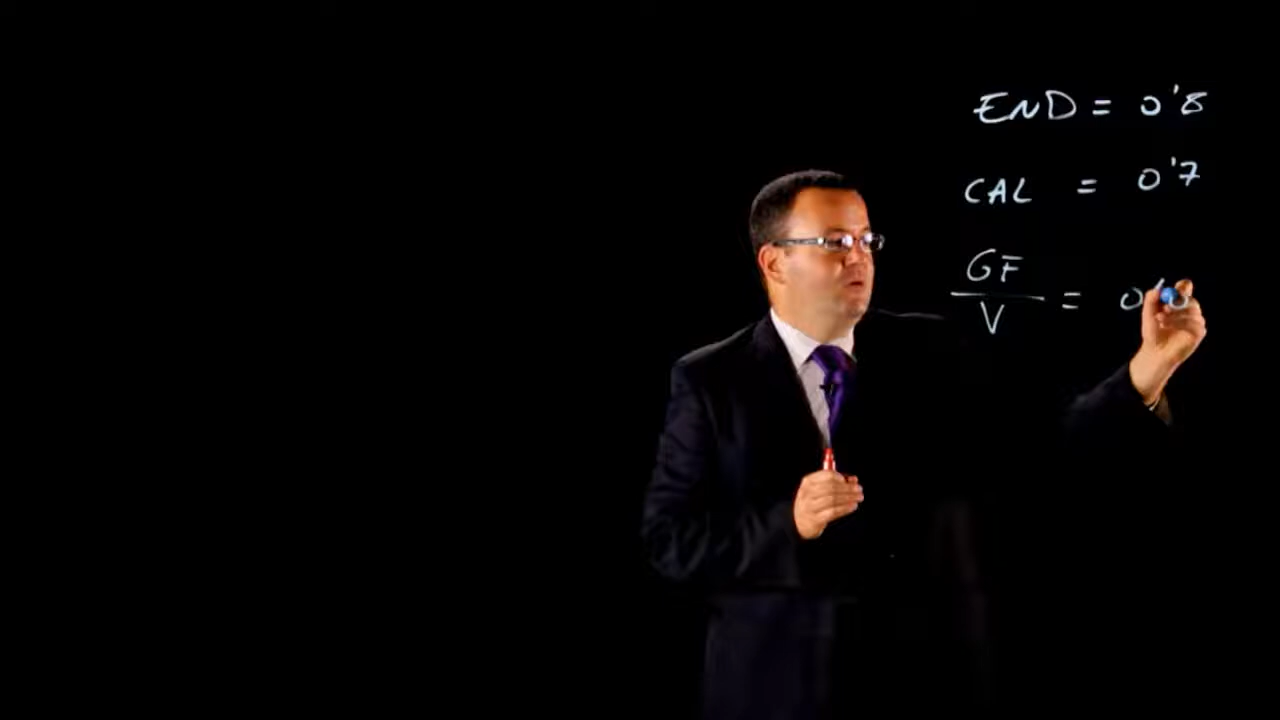 END = 0'8
CAL = 0'7
GF
V =